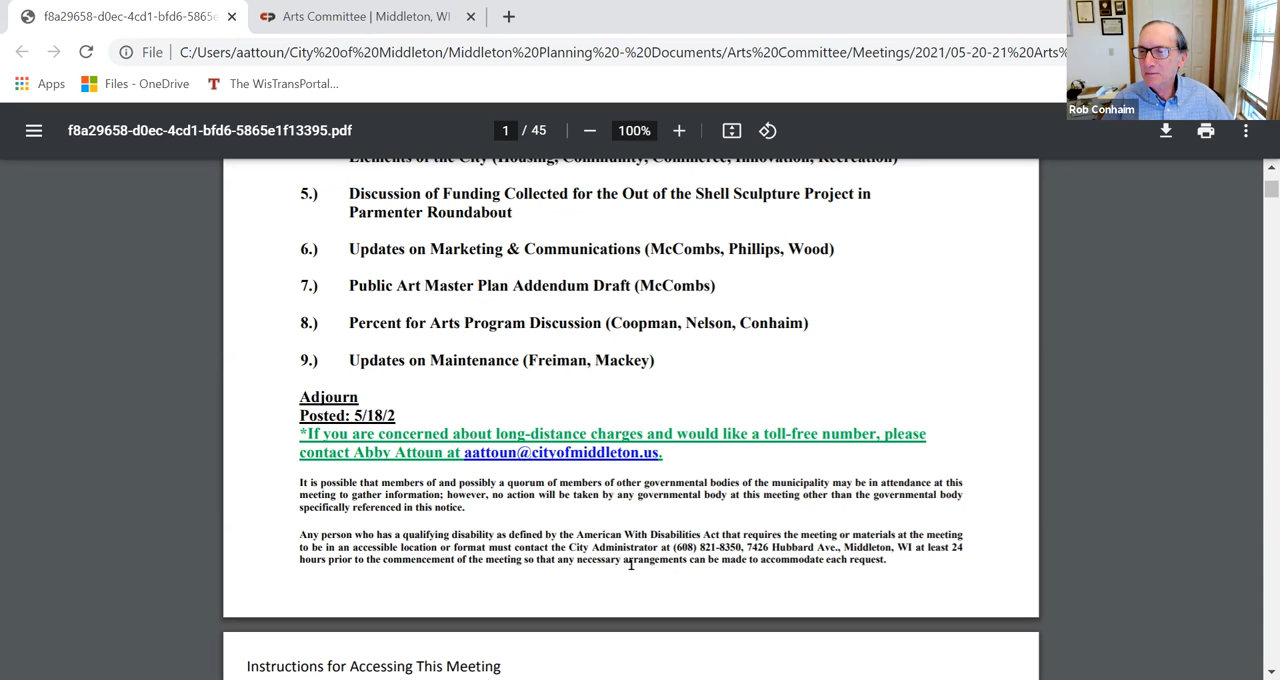 f8a29658-d0ec-4cd1-bfd6-5865e
Arts Committee | Middleton, WI
File
C:/Users/aattoun/City%20of%20Middleton/Middleton%20Planning%20-%20Documents/Arts%20Committee/Meetings/2021/05-20-21%20Arts%
Apps
Files - OneDrive
The WisTransPortal...
Rob Conhaim
f8a29658-d0ec-4cd1-bfd6-5865e1f13395.pdf
1 / 45
100%
Elements of the City (Housing, Community, Commerce, Innovation, Recreation)
5.) Discussion of Funding Collected for the Out of the Shell Sculpture Project in
Parmenter Roundabout
6.) Updates on Marketing & Communications (McCombs, Phillips, Wood)
7.) Public Art Master Plan Addendum Draft (McCombs)
8.) Percent for Arts Program Discussion (Coopman, Nelson, Conhaim)
9.) Updates on Maintenance (Freiman, Mackey)
Adjourn
Posted: 5/18/2
*If you are concerned about long-distance charges and would like a toll-free number, please
contact Abby Attoun at aattoun@cityofmiddleton.us.
It is possible that members of and possibly a quorum of members of other governmental bodies of the municipality may be in attendance at this
meeting to gather information; however, no action will be taken by any governmental body at this meeting other than the governmental body
specifically referenced in this notice.
Any person who has a qualifying disability as defined by the American With Disabilities Act that requires the meeting or materials at the meeting
to be in an accessible location or format must contact the City Administrator at (608) 821-8350, 7426 Hubbard Ave., Middleton, WI at least 24
hours prior to the commencement of the meeting so that any necessary arrangements can be made to accommodate each request.
Instructions for Accessing This Meeting